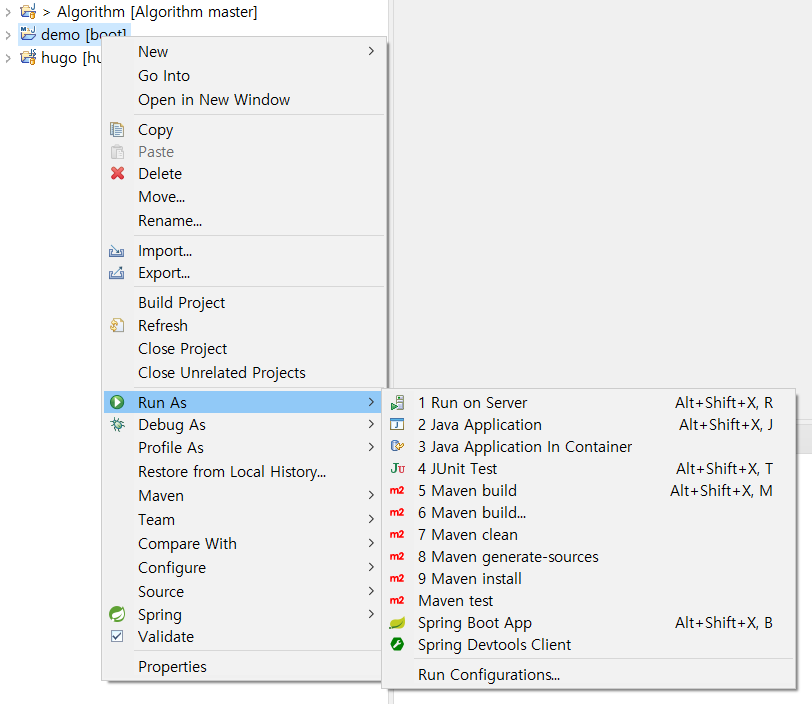 > Algorithm [Algorithm master]
demo [boot]
hugo [hu
New
Go Into
Open in New Window
Copy
Paste
Delete
Move...
Rename...
Import...
Export...
Build Project
Refresh
Close Project
Close Unrelated Projects
Run As
Debug As
Profile As
Restore from Local History...
Maven
Team
Compare With
Configure
Source
Spring
Validate
Properties
1 Run on Server Alt+Shift+X, R
2 Java Application Alt+Shift+X, J
3 Java Application In Container
Ju 4 JUnit Test Alt+Shift+X, T
m2 5 Maven build Alt+Shift+X, M
m2 6 Maven build...
m2 7 Maven clean
m2 8 Maven generate-sources
m2 9 Maven install
m2 Maven test
Spring Boot App Alt+Shift+X, B
Spring Devtools Client
Run Configurations...